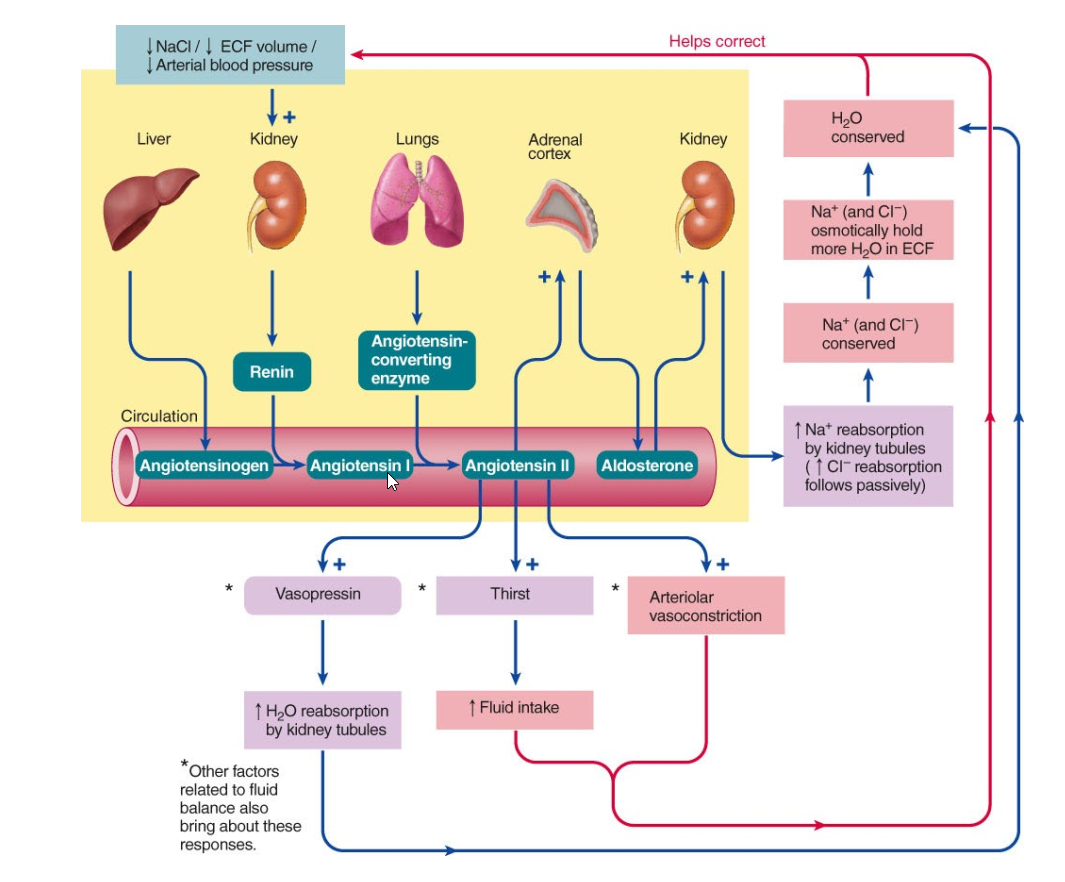 Helps correct
↓NaCl / ↓ ECF volume /
↓Arterial blood pressure
+
Liver
Kidney
Lungs
Adrenal
cortex
Kidney
H₂O
conserved
Na⁺ (and Cl⁻)
osmotically hold
more H₂O in ECF
+
+
Na⁺ (and Cl⁻)
conserved
Angiotensin-
converting
enzyme
Renin
Circulation
↑Na⁺ reabsorption
by kidney tubules
(↑Cl⁻ reabsorption
follows passively)
Angiotensinogen
Angiotensin I
Angiotensin II
Aldosterone
+
+
+
* Vasopressin
* Thirst
* Arteriolar
vasoconstriction
↑H₂O reabsorption
by kidney tubules
↑Fluid intake
*Other factors
related to fluid
balance also
bring about these
responses.